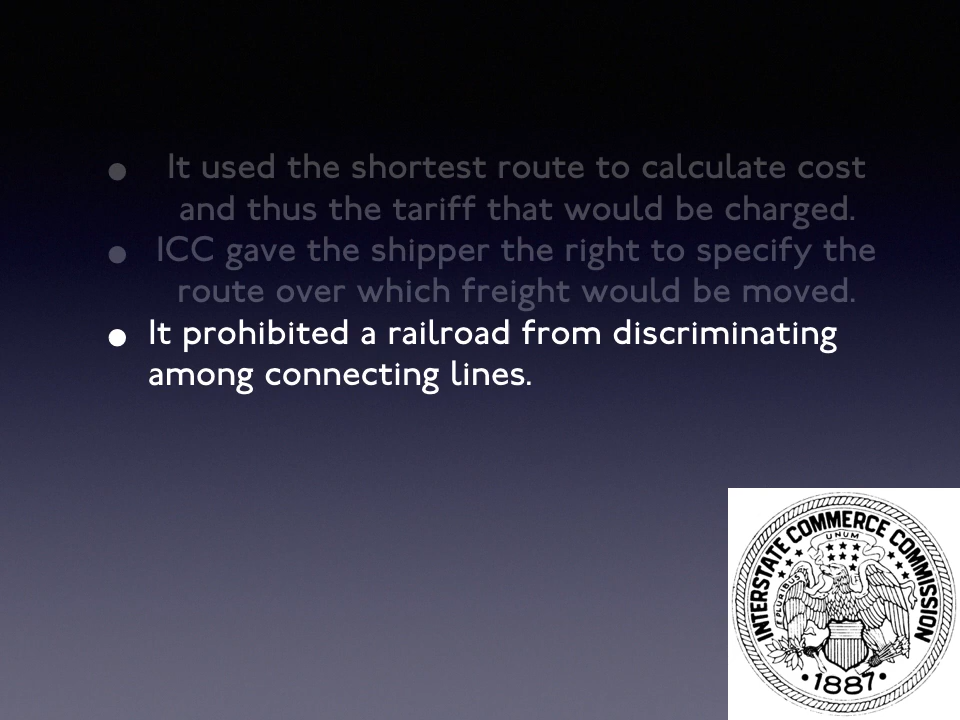 • It used the shortest route to calculate cost
and thus the tariff that would be charged.
• ICC gave the shipper the right to specify the
route over which freight would be moved.
• It prohibited a railroad from discriminating
among connecting lines.
INTERSTATE COMMERCE COMMISSION
E PLURIBUS
UNUM
•1887•